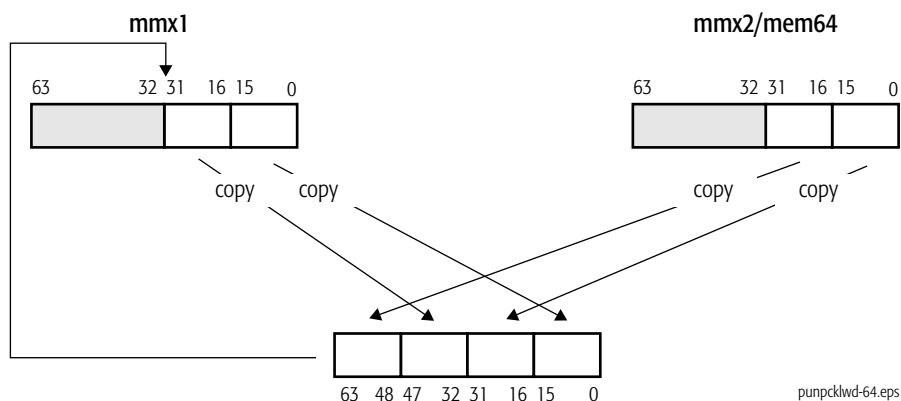 mmx1 mmx2/mem64
63 32 31 16 15 0 63 32 31 16 15 0
copy copy copy copy
63 48 47 32 31 16 15 0
punpcklwd-64.eps